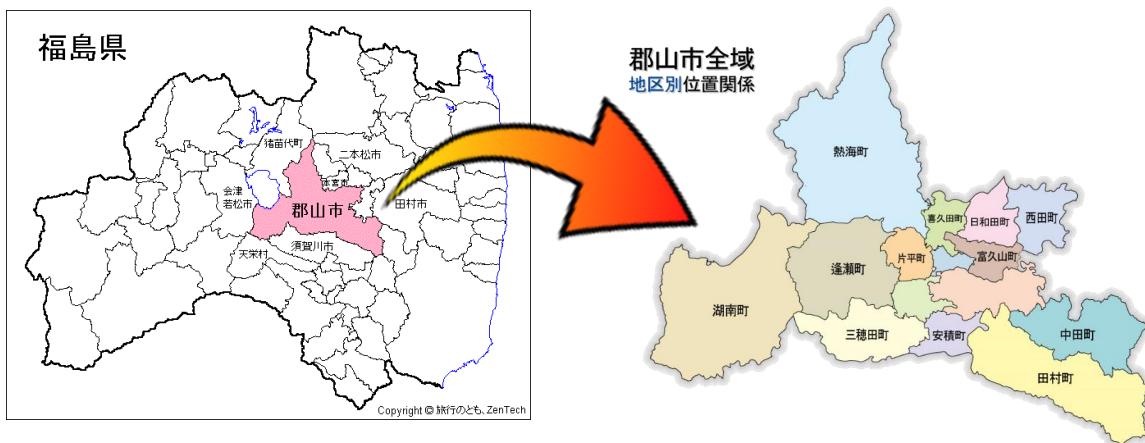 福島県
猪苗代町
二本松市
本宮市
会津
若松市
郡山市
田村市
須賀川市
天栄村
Copyright © 旅行のとも、ZenTech
郡山市全域
地区別位置関係
熱海町
喜久田町
日和田町
西田町
片平町
富久山町
逢瀬町
湖南町
三穂田町
安積町
中田町
田村町